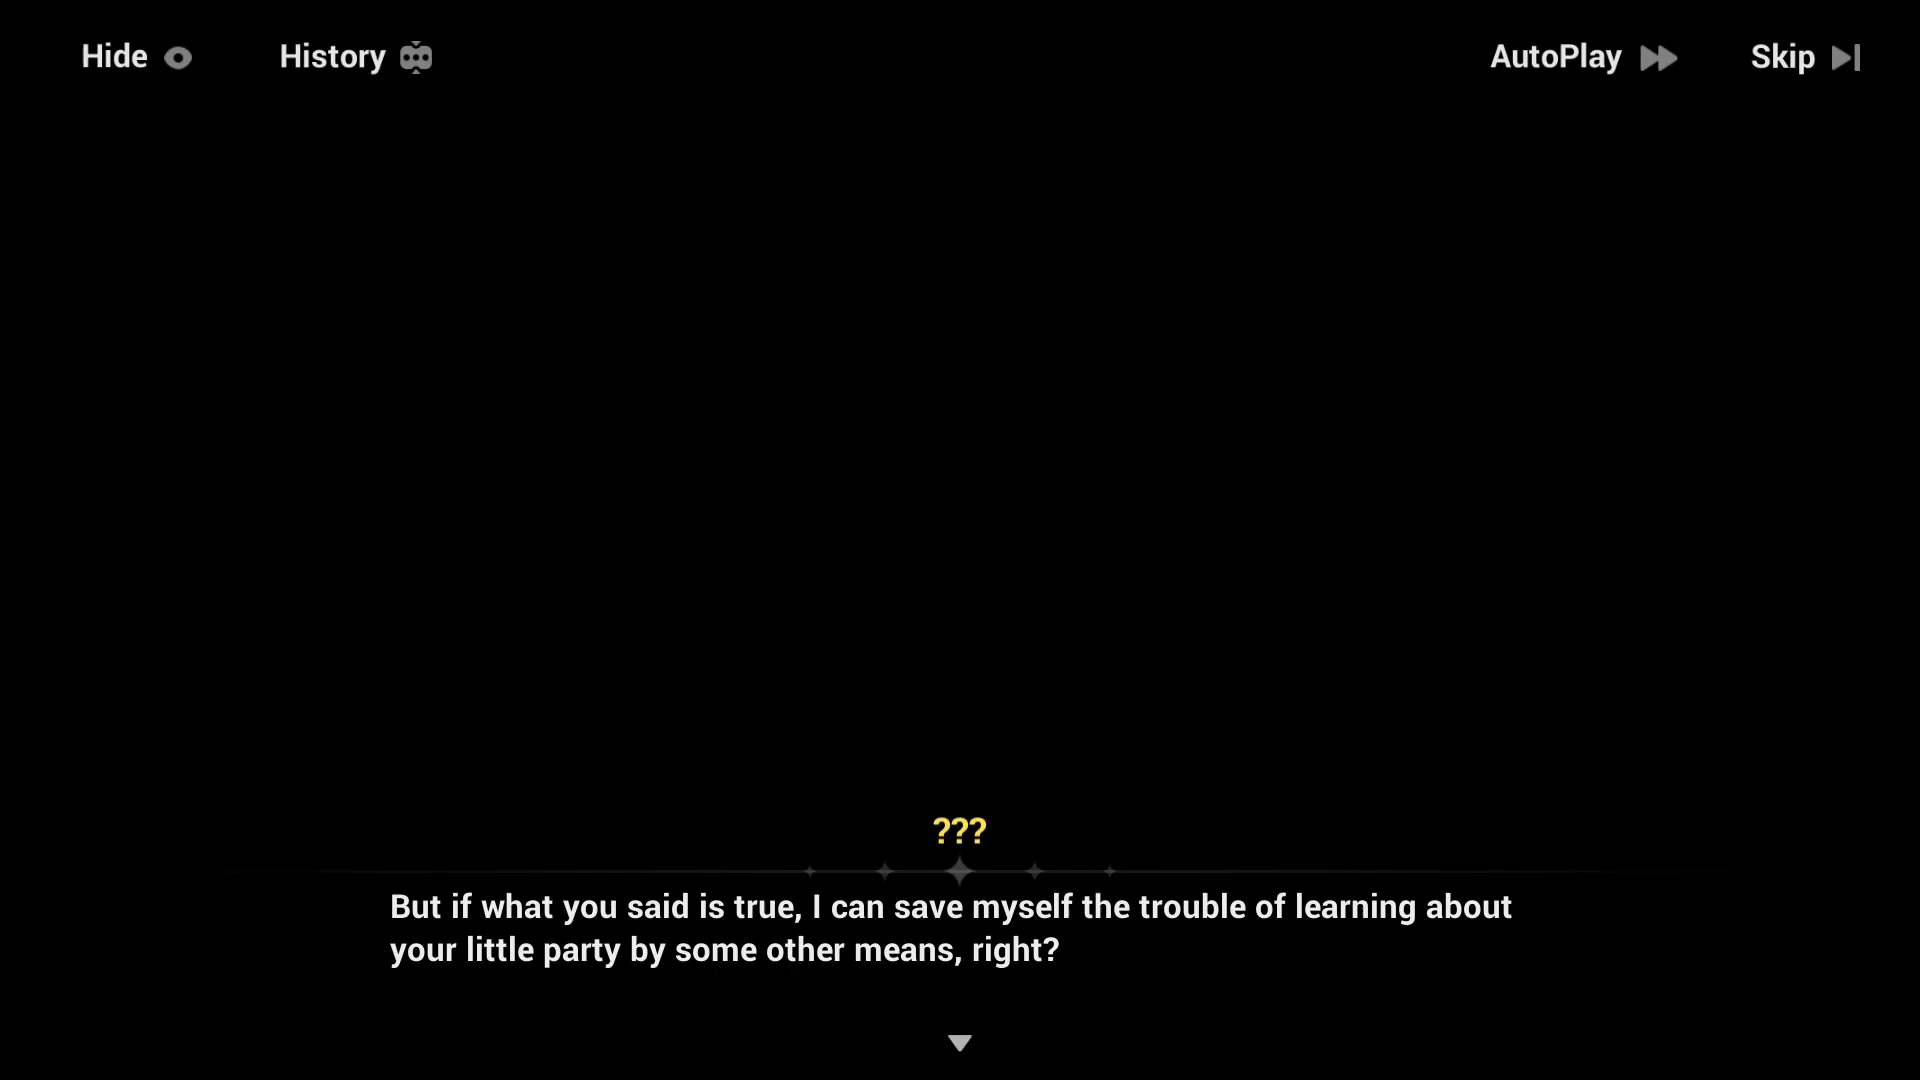 Hide
History
AutoPlay
Skip
???
But if what you said is true, I can save myself the trouble of learning about
your little party by some other means, right?